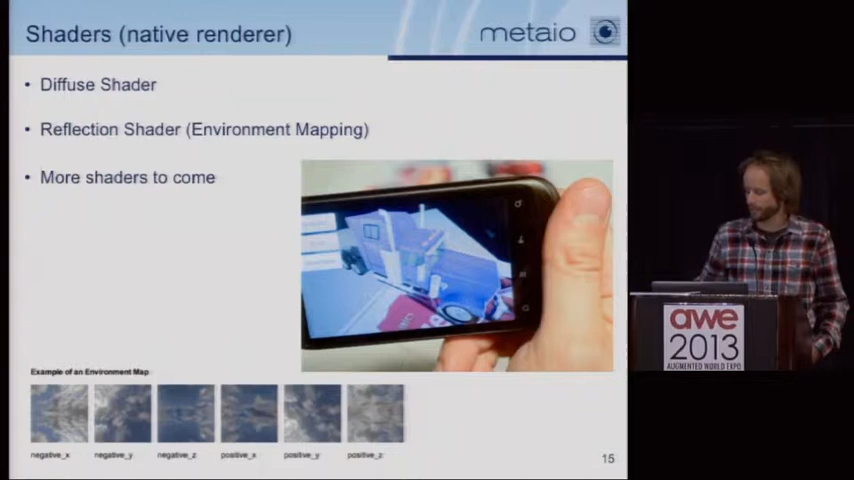 Shaders (native renderer)
metaio
• Diffuse Shader
• Reflection Shader (Environment Mapping)
• More shaders to come
Example of an Environment Map
negative_x negative_y negative_z positive_x positive_y positive_z
15
awe
2013
AUGMENTED WORLD EXPO